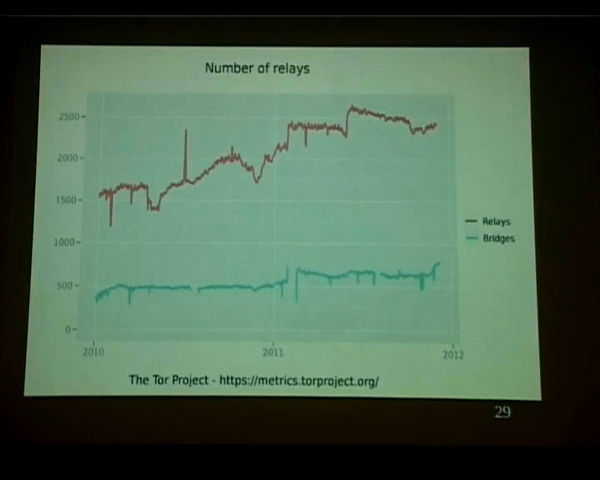 Number of relays
2500
2000
1500
1000
500
0
Relays
Bridges
2010 2011 2012
The Tor Project - https://metrics.torproject.org/
29